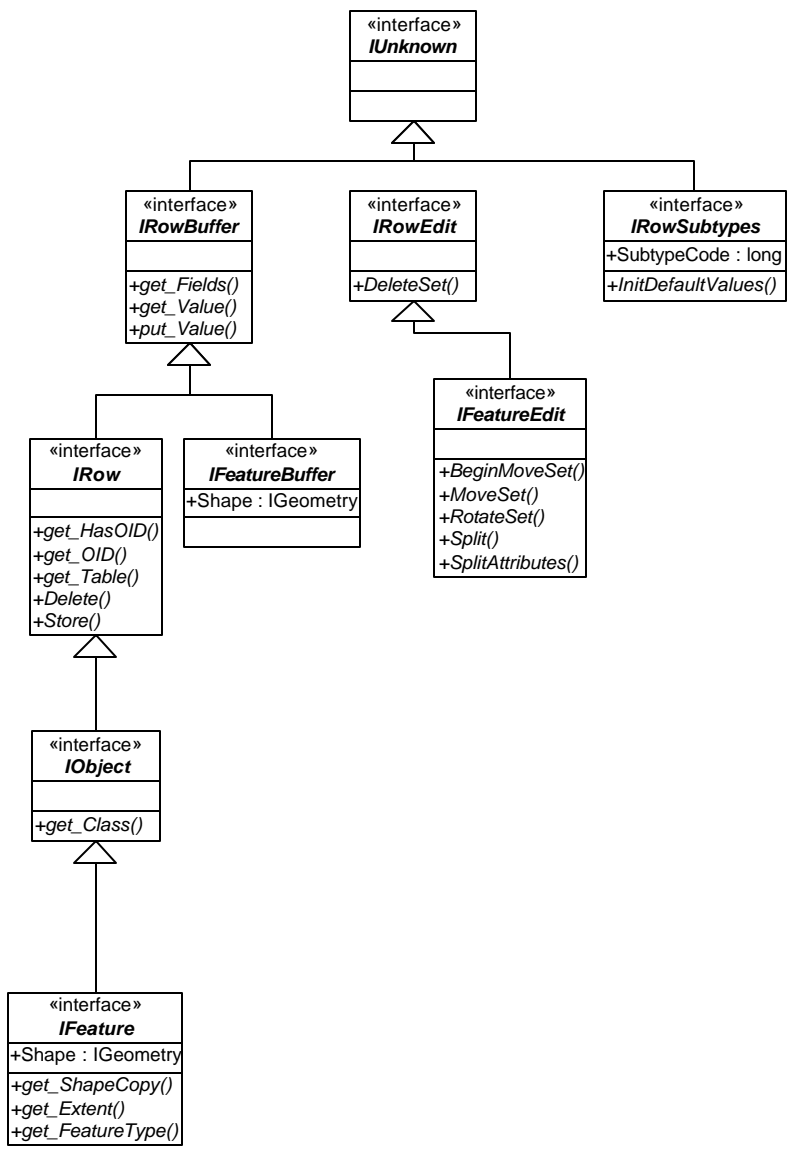 «interface»
IUnknown
«interface»
IRowBuffer
+get_Fields()
+get_Value()
+put_Value()
«interface»
IRowEdit
+DeleteSet()
«interface»
IRowSubtypes
+SubtypeCode : long
+InitDefaultValues()
«interface»
IFeatureEdit
+BeginMoveSet()
+MoveSet()
+RotateSet()
+Split()
+SplitAttributes()
«interface»
IRow
+get_HasOID()
+get_OID()
+get_Table()
+Delete()
+Store()
«interface»
IFeatureBuffer
+Shape : IGeometry
«interface»
IObject
+get_Class()
«interface»
IFeature
+Shape : IGeometry
+get_ShapeCopy()
+get_Extent()
+get_FeatureType()